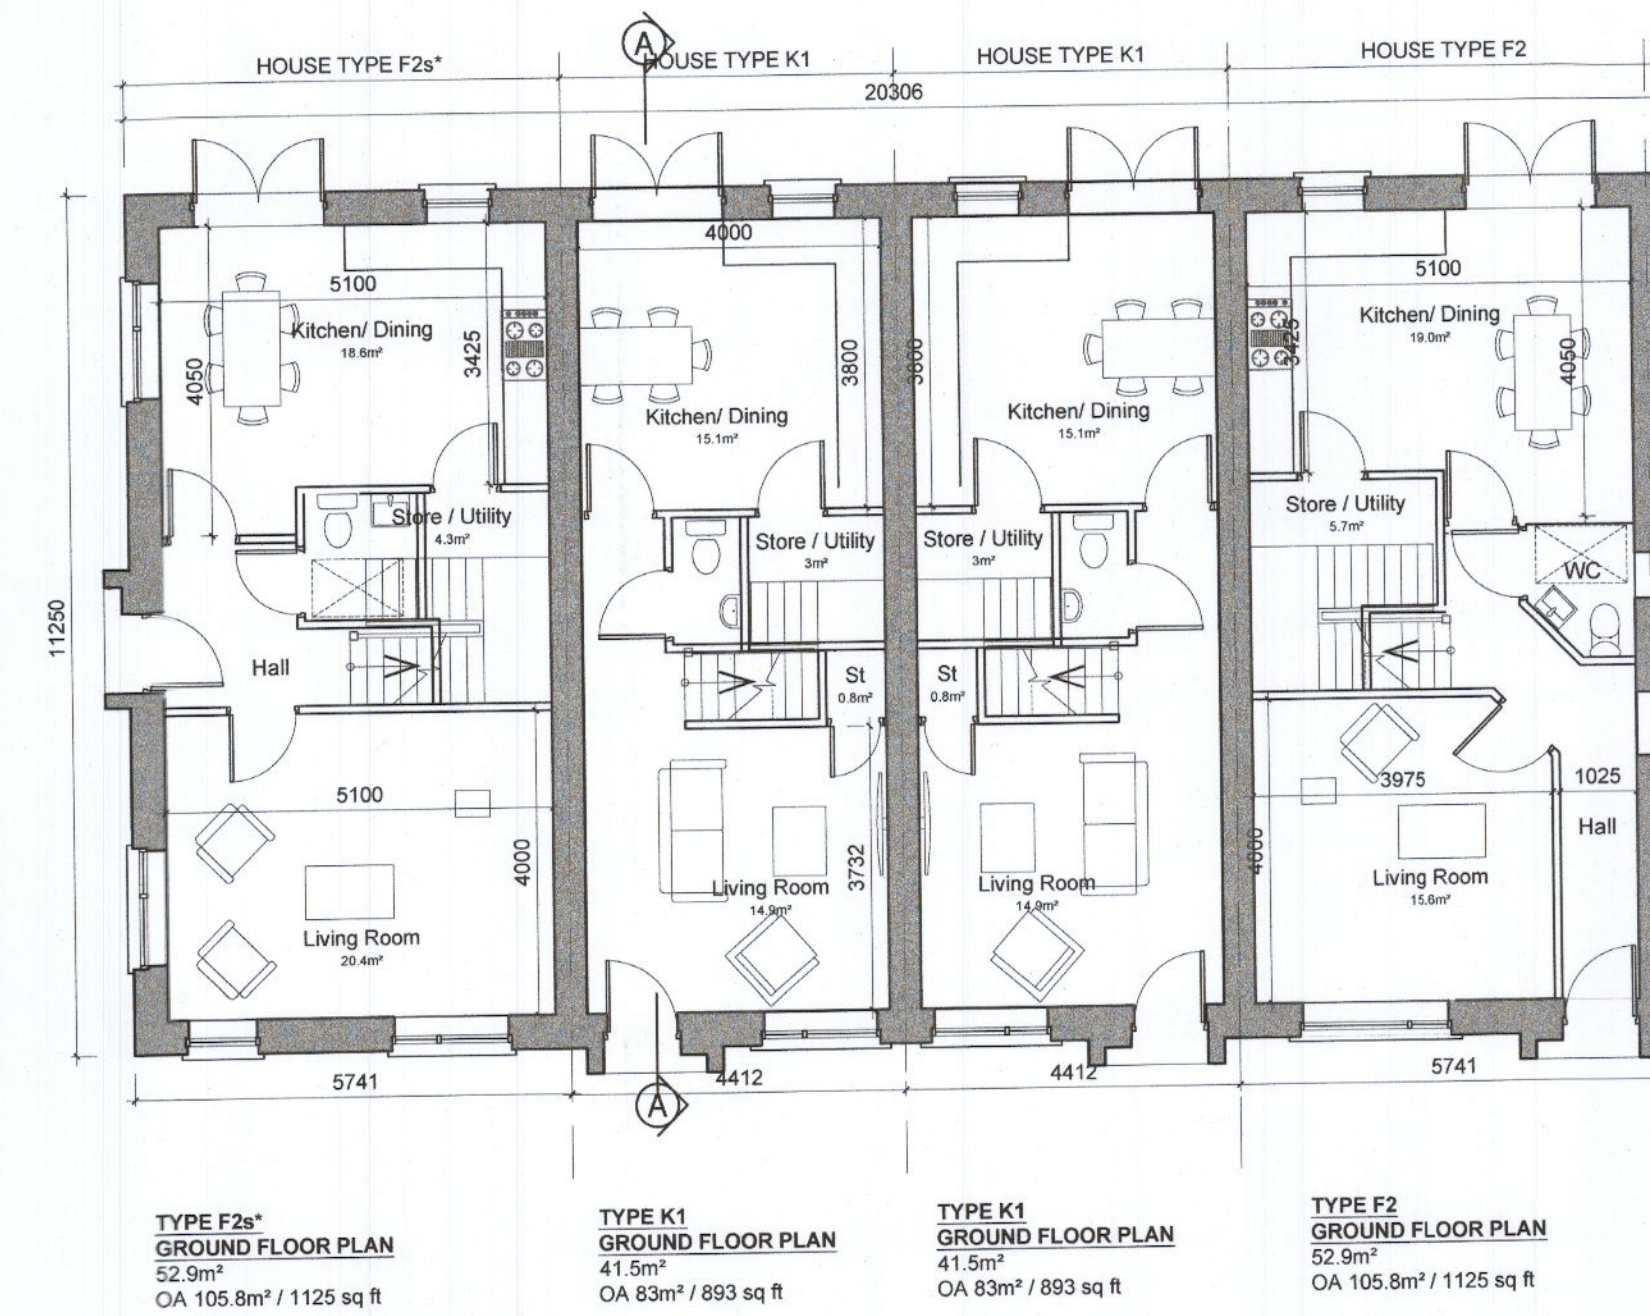 A
HOUSE TYPE F2s*
HOUSE TYPE K1
HOUSE TYPE K1
HOUSE TYPE F2
20306
11250
5100
Kitchen/ Dining
18.6m²
4050
3425
Store / Utility
4.3m²
Hall
5100
4000
Living Room
20.4m²
5741
4000
3800
Kitchen/ Dining
15.1m²
Store / Utility
3m²
St
0.8m²
3732
Living Room
14.9m²
4412
A
3800
Kitchen/ Dining
15.1m²
Store / Utility
3m²
St
0.8m²
Living Room
14.9m²
4412
5100
Kitchen/ Dining
19.0m²
3425
4050
Store / Utility
5.7m²
WC
3975
1025
Hall
4000
Living Room
15.6m²
5741
TYPE F2s*
GROUND FLOOR PLAN
52.9m²
OA 105.8m² / 1125 sq ft
TYPE K1
GROUND FLOOR PLAN
41.5m²
OA 83m² / 893 sq ft
TYPE K1
GROUND FLOOR PLAN
41.5m²
OA 83m² / 893 sq ft
TYPE F2
GROUND FLOOR PLAN
52.9m²
OA 105.8m² / 1125 sq ft